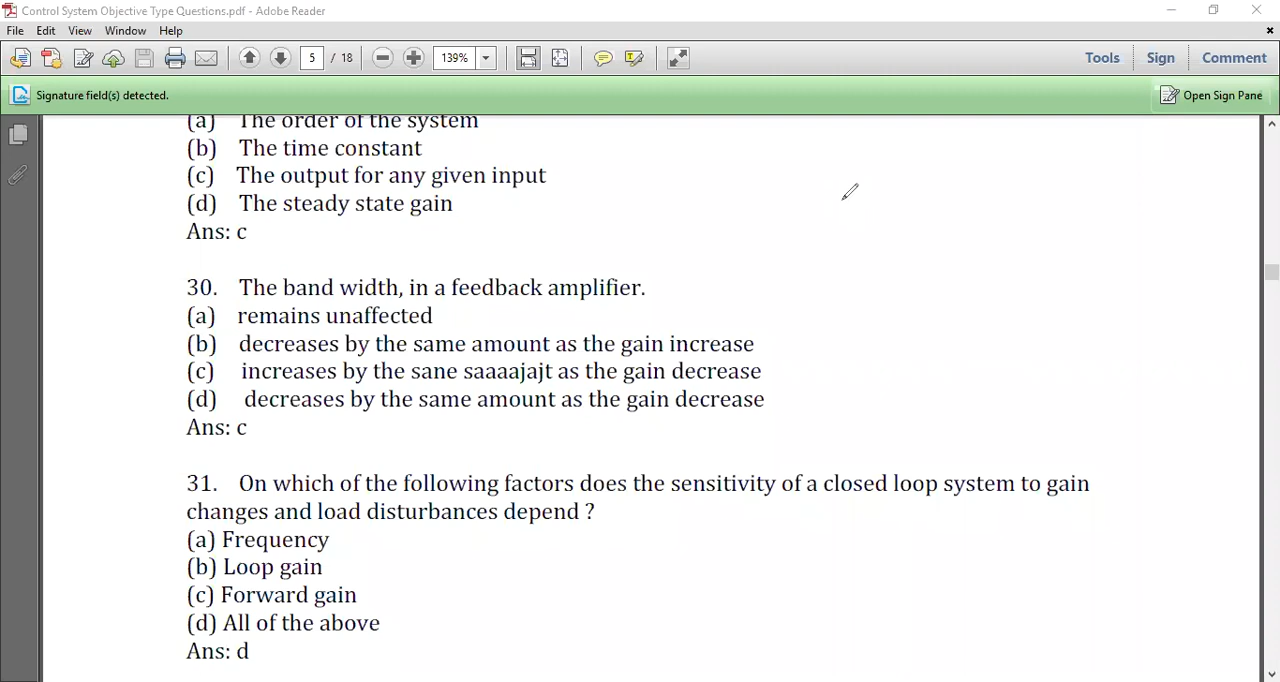 Control System Objective Type Questions.pdf - Adobe Reader
File Edit View Window Help
5 / 18 139% Tools Sign Comment
Signature field(s) detected. Open Sign Pane
(a) The order of the system
(b) The time constant
(c) The output for any given input
(d) The steady state gain
Ans: c
30. The band width, in a feedback amplifier.
(a) remains unaffected
(b) decreases by the same amount as the gain increase
(c) increases by the sane saaaajajt as the gain decrease
(d) decreases by the same amount as the gain decrease
Ans: c
31. On which of the following factors does the sensitivity of a closed loop system to gain
changes and load disturbances depend ?
(a) Frequency
(b) Loop gain
(c) Forward gain
(d) All of the above
Ans: d